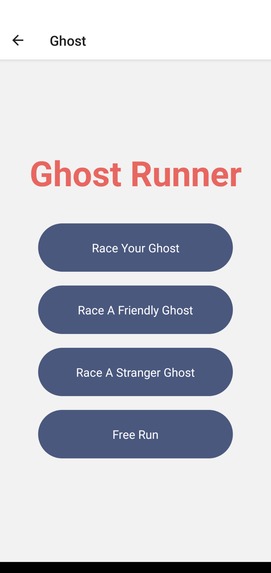 Ghost
Ghost Runner
Race Your Ghost
Race A Friendly Ghost
Race A Stranger Ghost
Free Run